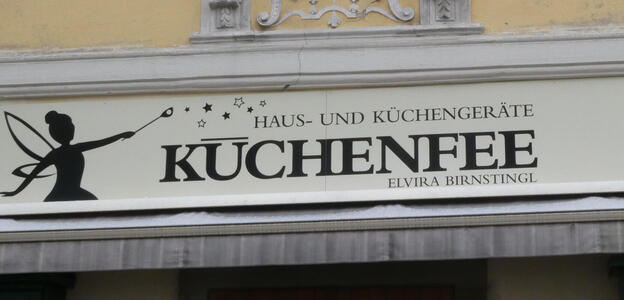 HAUS- UND KÜCHENGERÄTE
KÜCHENFEE
ELVIRA BIRNSTINGL